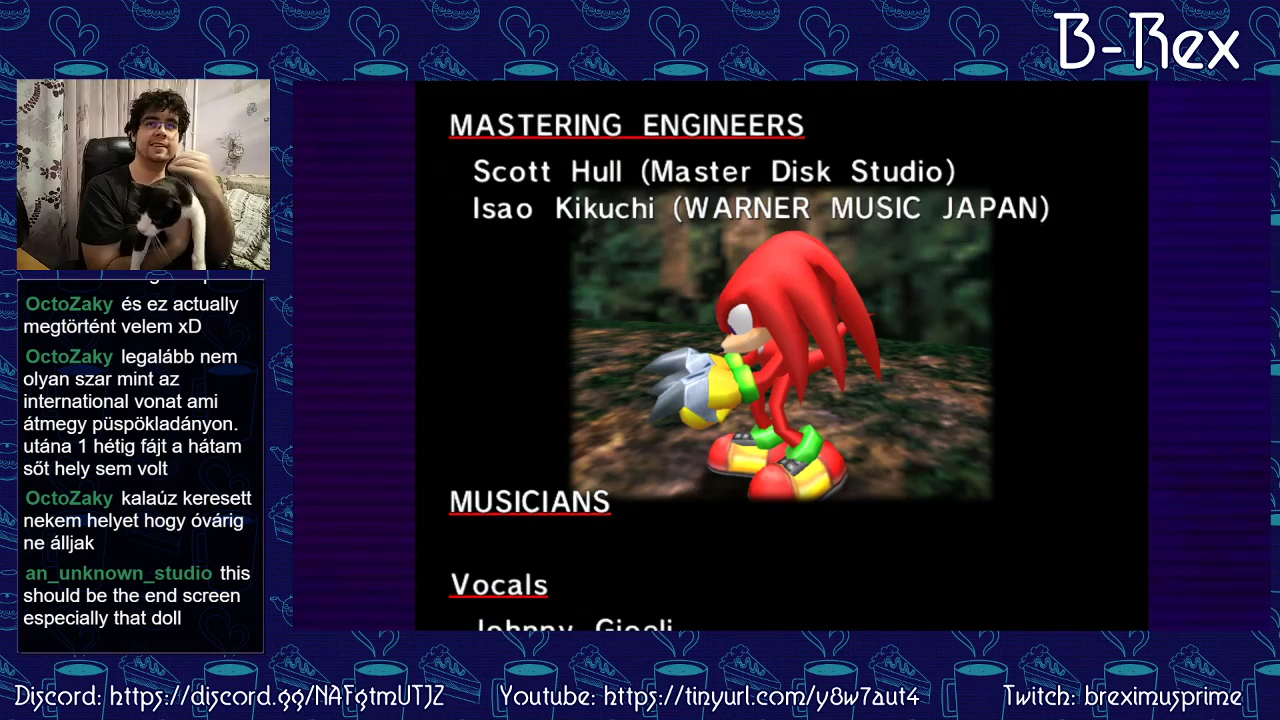 B-Rex
MASTERING ENGINEERS
Scott Hull (Master Disk Studio)
Isao Kikuchi (WARNER MUSIC JAPAN)
MUSICIANS
Vocals
Johnny Gioeli
OctoZaky és ez actually
megtörtént velem xD
OctoZaky legalább nem
olyan szar mint az
international vonat ami
átmegy püspökladányon.
utána 1 hétig fájt a hátam
sőt hely sem volt
OctoZaky kalaúz keresett
nekem helyet hogy óvárig
ne álljak
an_unknown_studio this
should be the end screen
especially that doll
Discord: https://discord.gg/NAFgtmUTJZ
Youtube: https://tinyurl.com/y8w7aut4
Twitch: breximusprime